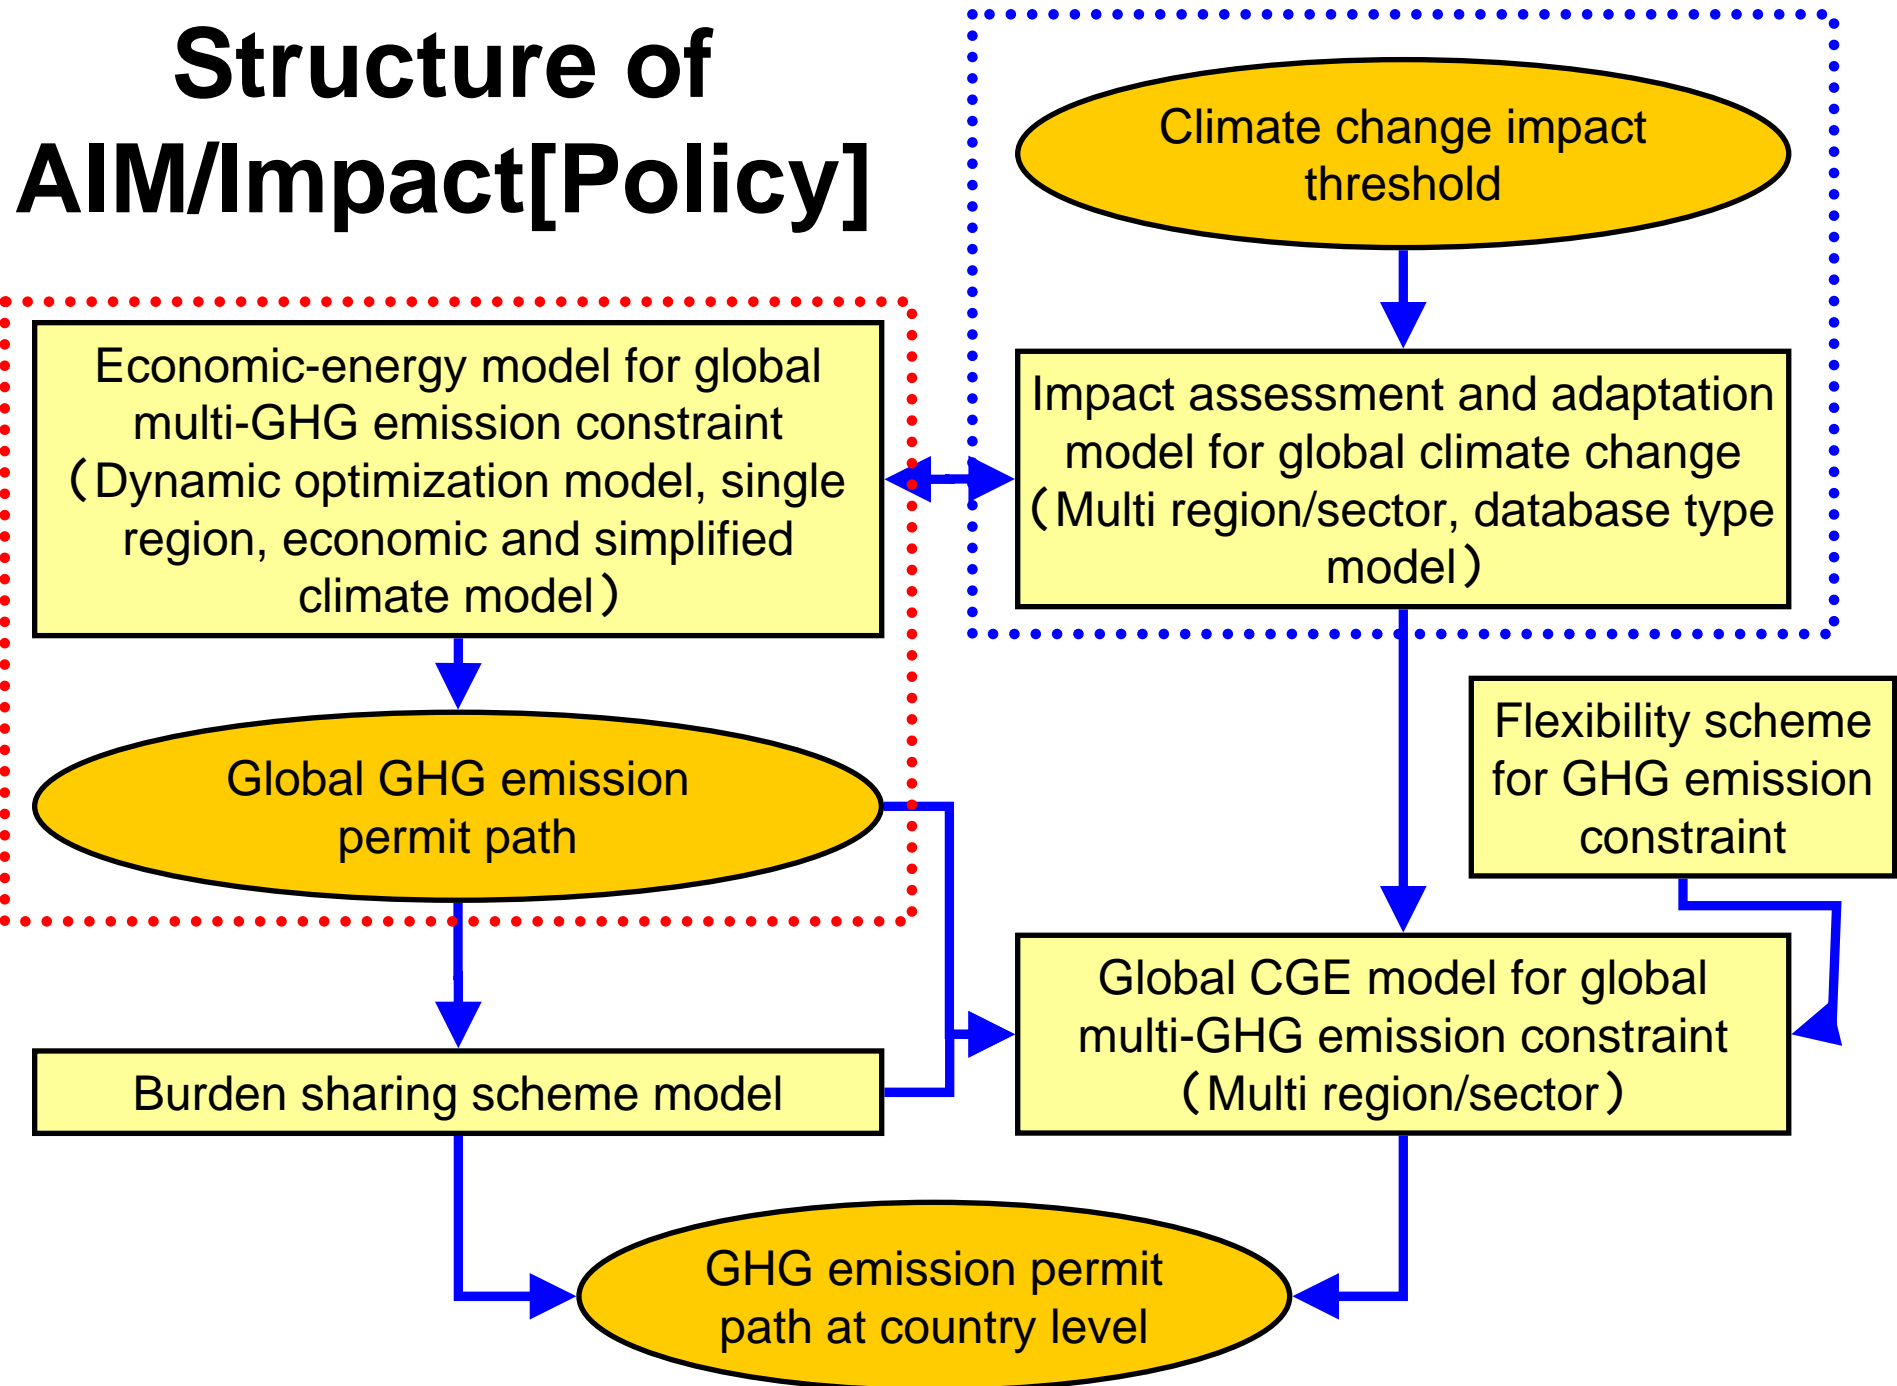 Structure of
AIM/Impact[Policy]
Climate change impact
threshold
Economic-energy model for global
multi-GHG emission constraint
（Dynamic optimization model, single
region, economic and simplified
climate model）
Impact assessment and adaptation
model for global climate change
（Multi region/sector, database type
model）
Global GHG emission
permit path
Flexibility scheme
for GHG emission
constraint
Burden sharing scheme model
Global CGE model for global
multi-GHG emission constraint
（Multi region/sector）
GHG emission permit
path at country level